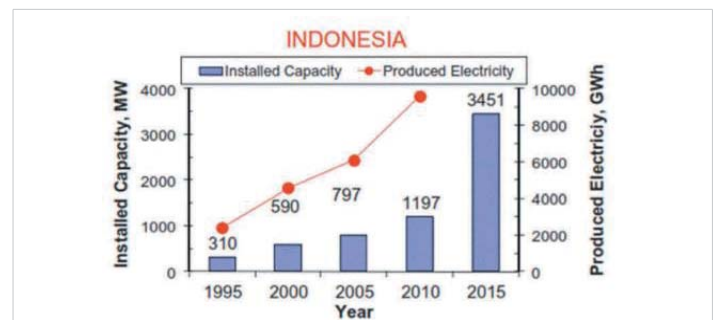 INDONESIA
Installed Capacity Produced Electricity
Installed Capacity, MW
4000
3000
2000
1000
0
310
590
797
1197
3451
10000
8000
6000
4000
2000
0
Produced Electriciy, GWh
1995 2000 2005 2010 2015
Year